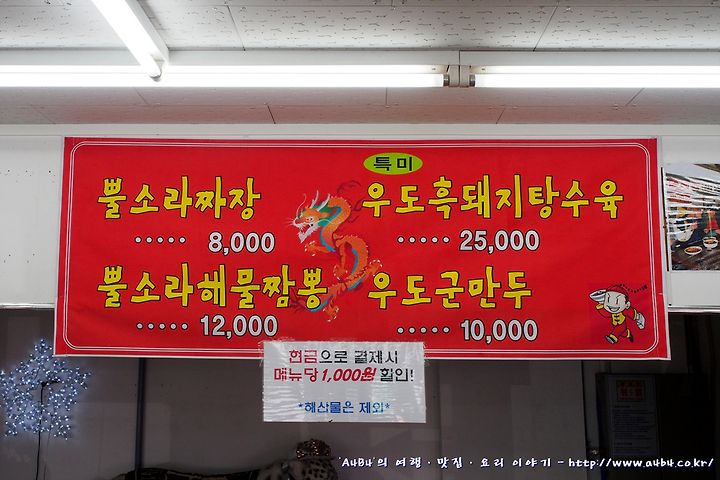 특미
뿔소라짜장
····· 8,000
우도흑돼지탕수육
····· 25,000
뿔소라해물짬뽕
····· 12,000
우도군만두
····· 10,000
현금으로 결제시
메뉴당 1,000원 할인!
*해산물은 제외*
'AuBu'의 여행 · 맛집 · 요리 이야기 - http://www.aubu.co.kr/